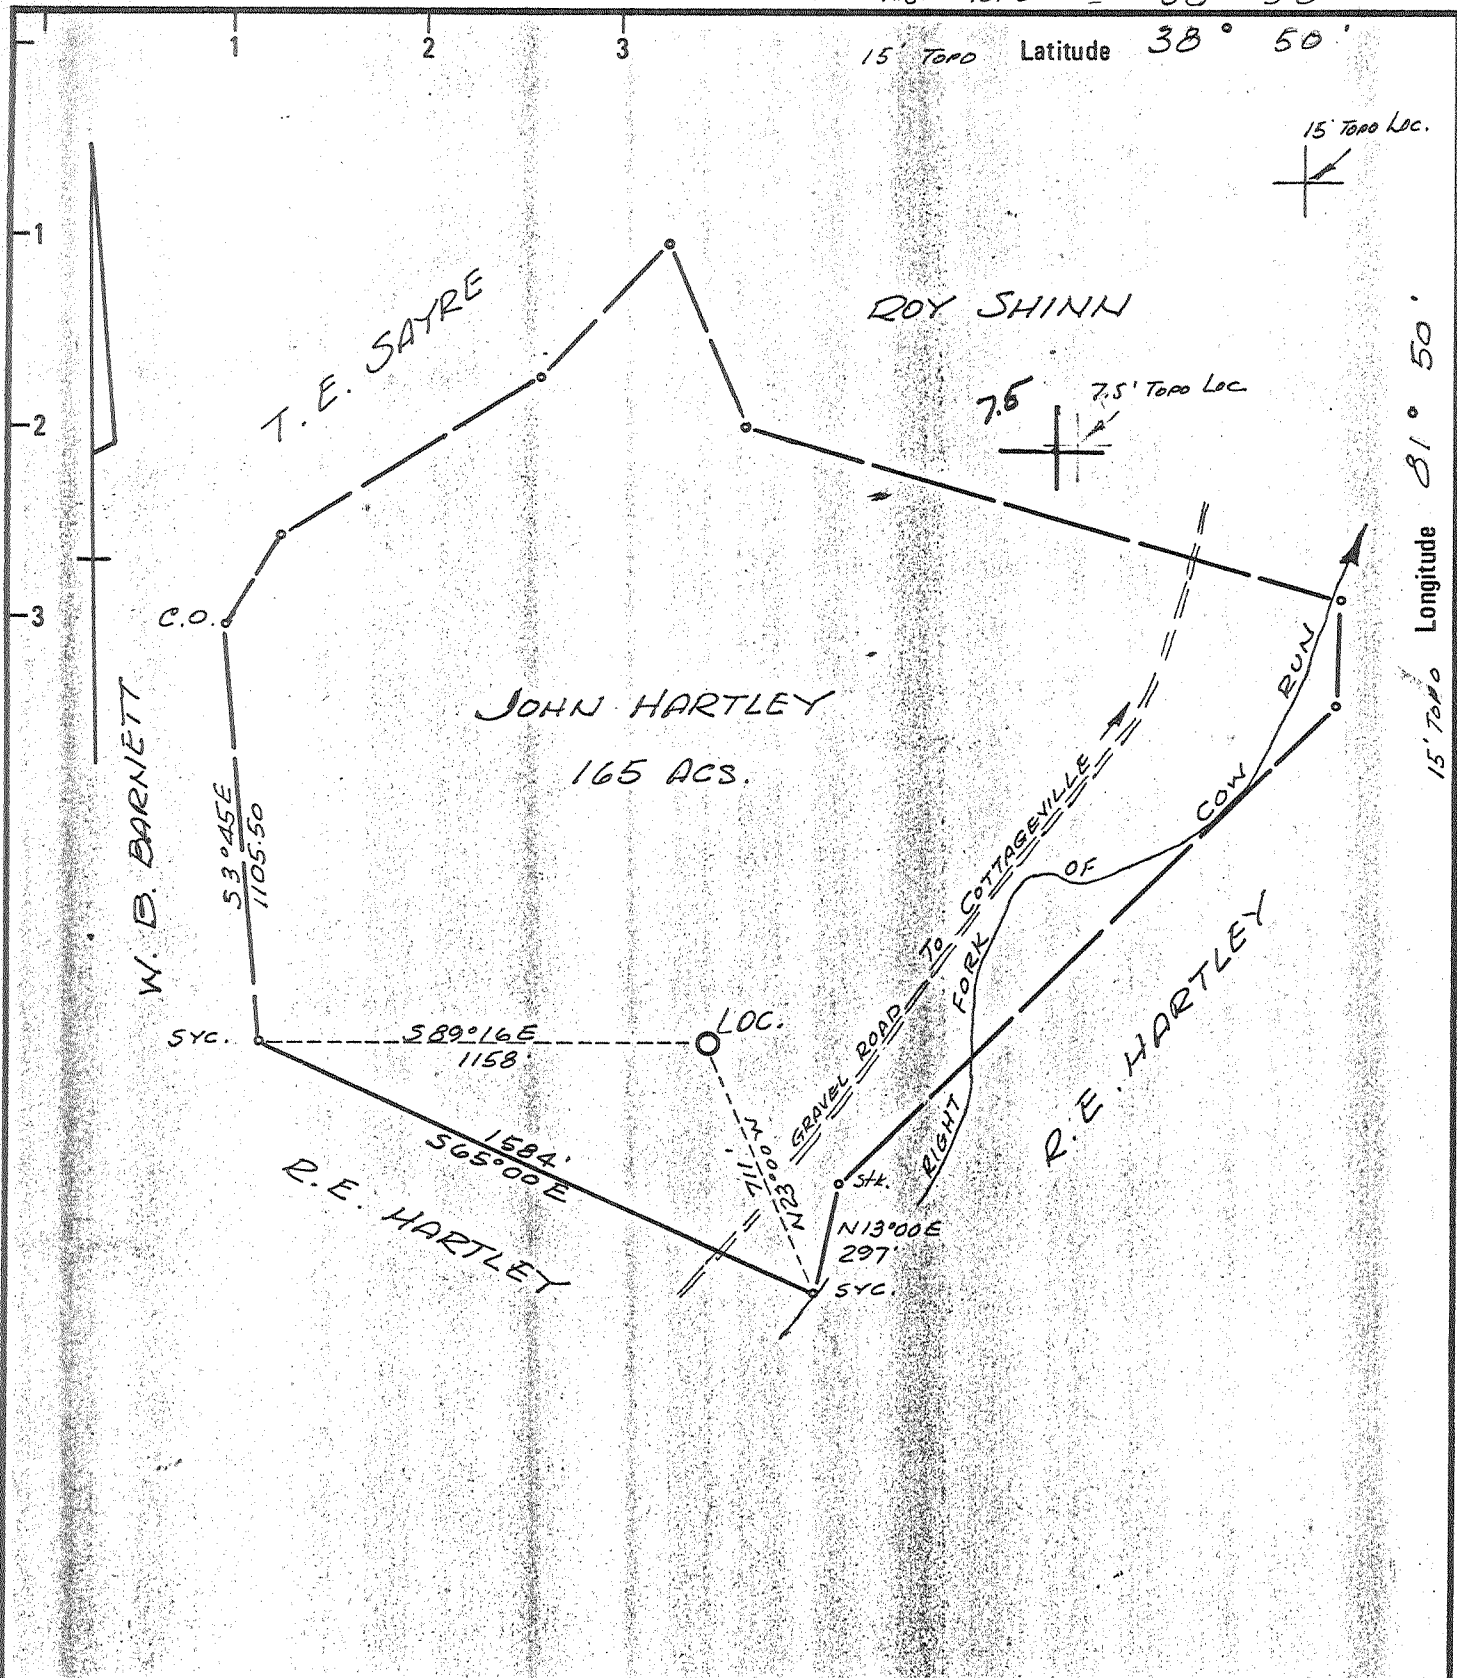 1 2 3
15' TOPO Latitude 38° 50'
15' TOPO LOC.
1
2
3
T. E. SAYRE
ROY SHINN
7.5
7.5' TOPO LOC.
15' TOPO Longitude 81° 50'
C.O.
W. B. BARNETT
JOHN HARTLEY
165 ACS.
S3°45E
1105.50
GRAVEL ROAD TO COTTAGEVILLE
RIGHT FORK OF COW RUN
SYC.
S89°16E
1158'
LOC.
1584'
S65°00E
R. E. HARTLEY
N23°00W
711'
Stk.
N13°00E
297'
SYC.
R. E. HARTLEY